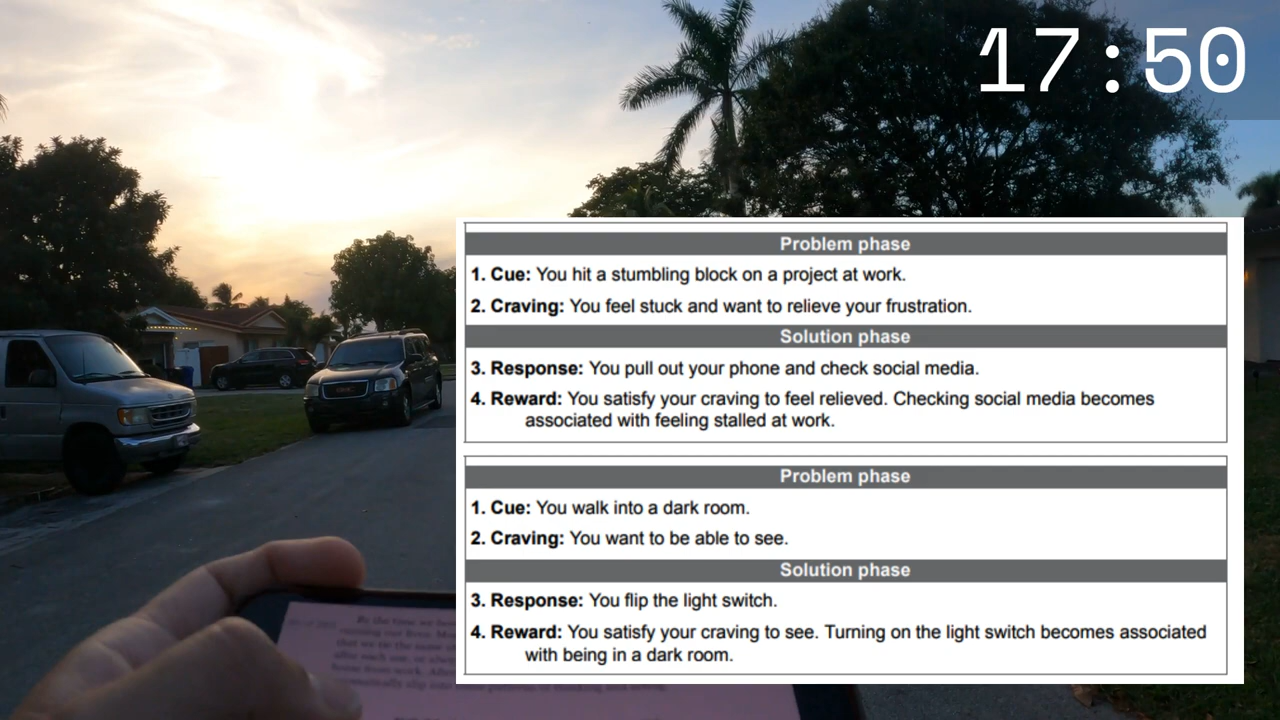 17:50
Problem phase
1. Cue: You hit a stumbling block on a project at work.
2. Craving: You feel stuck and want to relieve your frustration.
Solution phase
3. Response: You pull out your phone and check social media.
4. Reward: You satisfy your craving to feel relieved. Checking social media becomes
associated with feeling stalled at work.
Problem phase
1. Cue: You walk into a dark room.
2. Craving: You want to be able to see.
Solution phase
3. Response: You flip the light switch.
4. Reward: You satisfy your craving to see. Turning on the light switch becomes associated
with being in a dark room.
By the time we